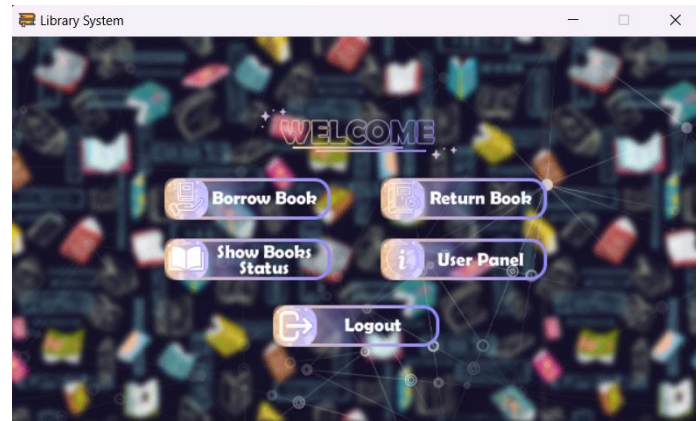 Library System
WELCOME
Borrow Book
Return Book
Show Books
Status
User Panel
Logout